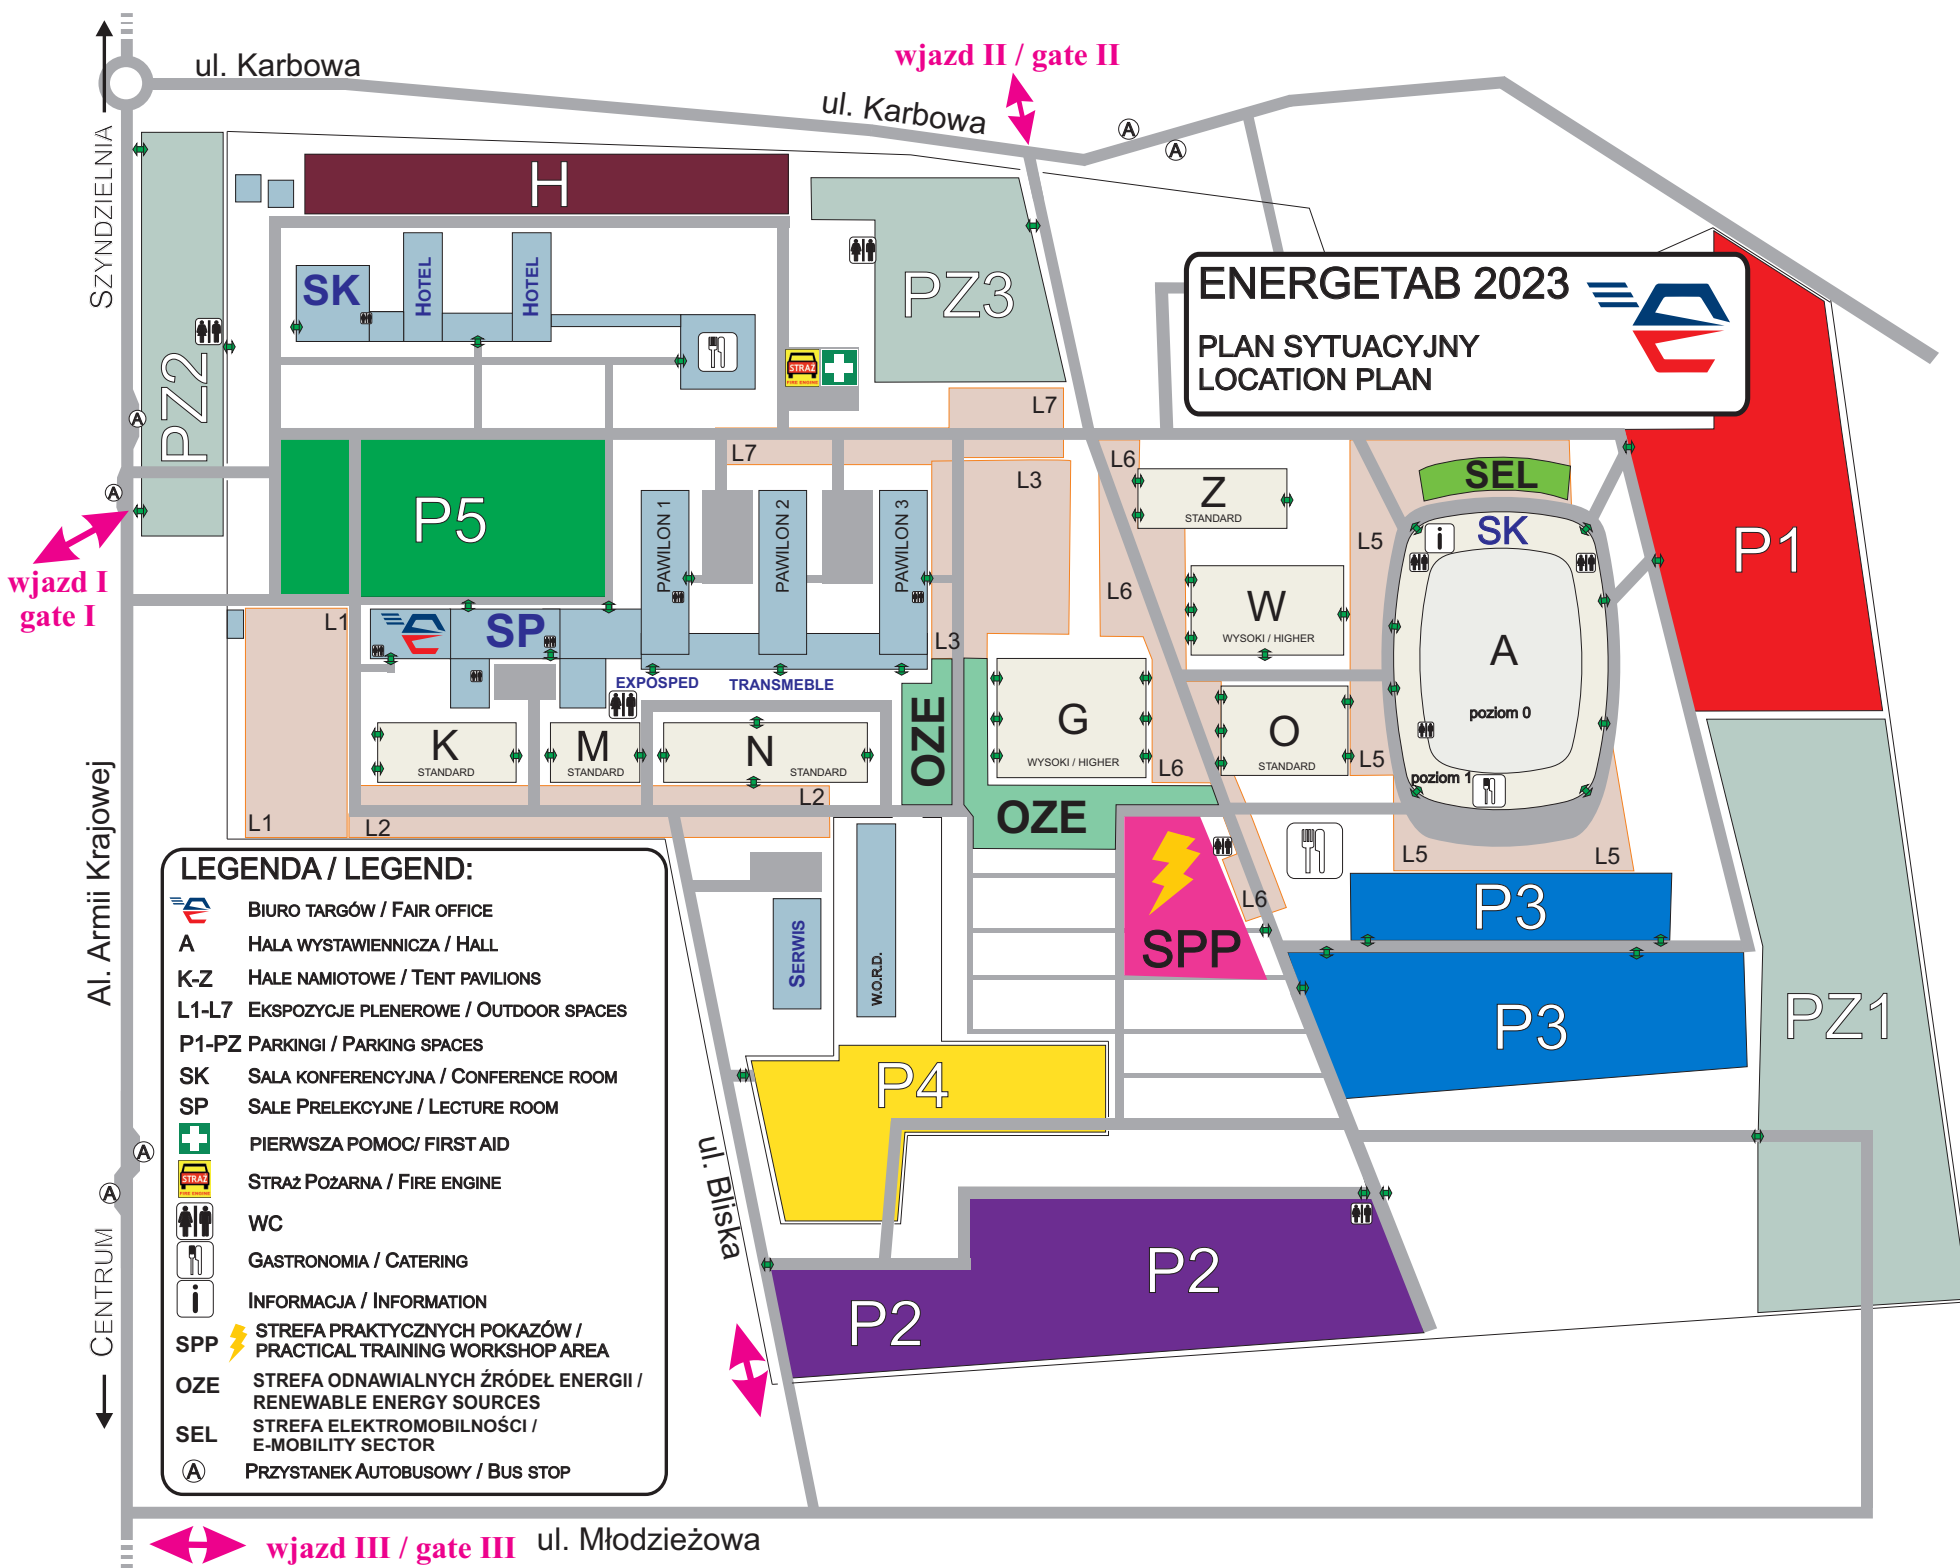 ul. Karbowa
wjazd II / gate II
ul. Karbowa
A
A
SZYNDZIELNIA
H
SK
HOTEL
HOTEL
PZ3
PZ2
STRAŻ
FIRE ENGINE
ENERGETAB 2023
PLAN SYTUACYJNY
LOCATION PLAN
A
A
wjazd I
gate I
P5
L7
L7
L3
L6
Z
STANDARD
SEL
SK
i
P1
L5
PAWILON 1
PAWILON 2
PAWILON 3
L6
W
WYSOKI / HIGHER
A
poziom 0
poziom 1
L1
SP
L3
EXPOSPED
TRANSMEBLE
OZE
G
WYSOKI / HIGHER
O
STANDARD
K
STANDARD
M
STANDARD
N
STANDARD
L6
L5
L1
L2
L2
OZE
L5
L5
L6
SPP
P3
P3
PZ1
SERWIS
W.O.R.D.
P4
P2
P2
ul. Bliska
Al. Armii Krajowej
A
A
CENTRUM
LEGENDA / LEGEND:
BIURO TARGÓW / FAIR OFFICE
A HALA WYSTAWIENNICZA / HALL
K-Z HALE NAMIOTOWE / TENT PAVILIONS
L1-L7 EKSPOZYCJE PLENEROWE / OUTDOOR SPACES
P1-PZ PARKINGI / PARKING SPACES
SK SALA KONFERENCYJNA / CONFERENCE ROOM
SP SALE PRELEKCYJNE / LECTURE ROOM
PIERWSZA POMOC/ FIRST AID
STRAŻ FIRE ENGINE STRAŻ POŻARNA / FIRE ENGINE
WC
GASTRONOMIA / CATERING
i INFORMACJA / INFORMATION
SPP STREFA PRAKTYCZNYCH POKAZÓW /
PRACTICAL TRAINING WORKSHOP AREA
OZE STREFA ODNAWIALNYCH ŹRÓDEŁ ENERGII /
RENEWABLE ENERGY SOURCES
SEL STREFA ELEKTROMOBILNOŚCI /
E-MOBILITY SECTOR
A PRZYSTANEK AUTOBUSOWY / BUS STOP
wjazd III / gate III
ul. Młodzieżowa